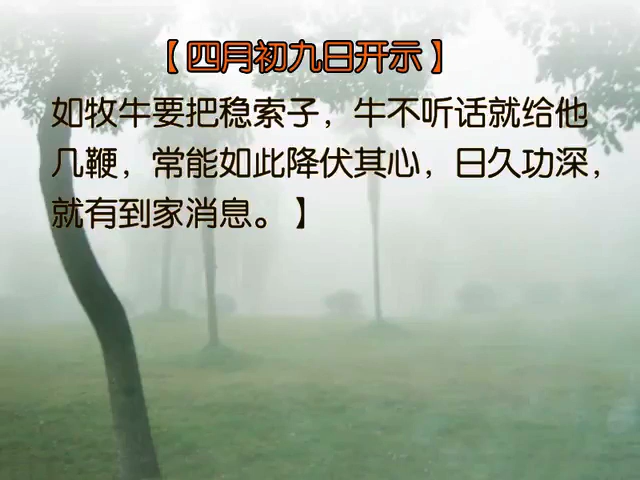 【四月初九日开示】
如牧牛要把稳索子，牛不听话就给他
几鞭，常能如此降伏其心，日久功深，
就有到家消息。】